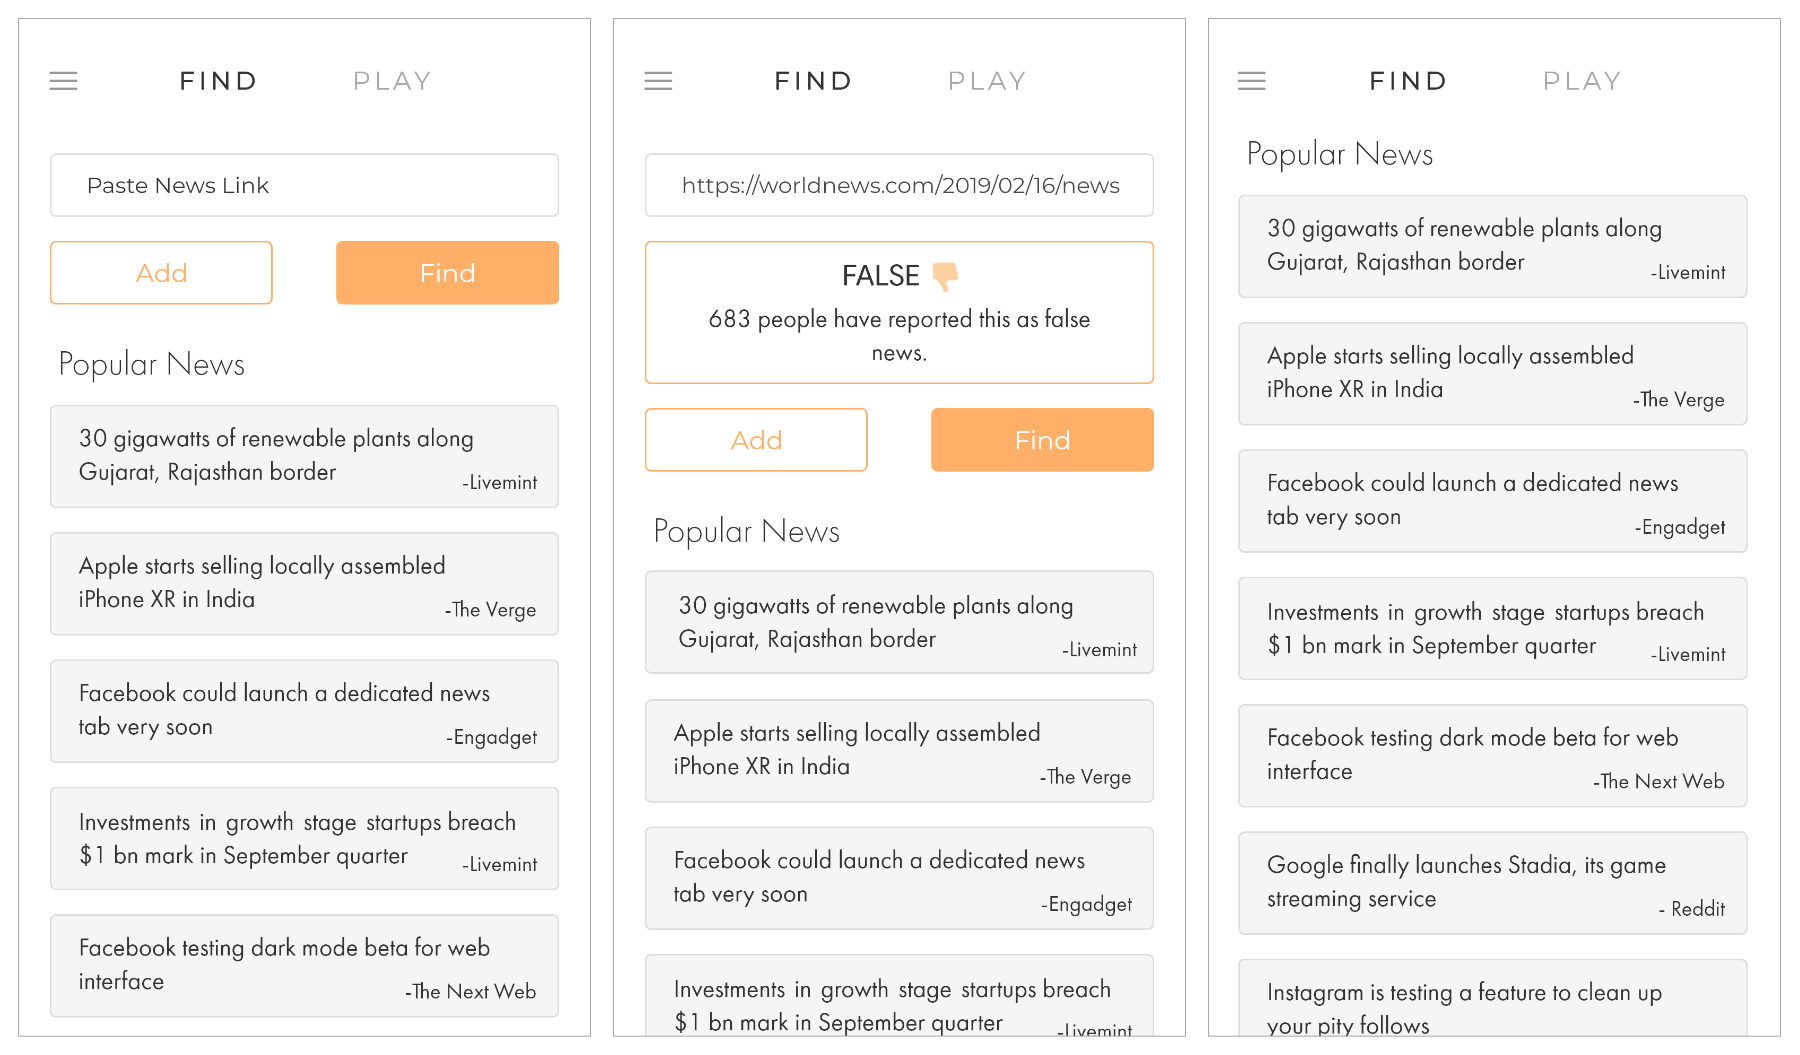 FIND PLAY
Paste News Link
Add Find
Popular News
30 gigawatts of renewable plants along
Gujarat, Rajasthan border
-Livemint
Apple starts selling locally assembled
iPhone XR in India
-The Verge
Facebook could launch a dedicated news
tab very soon
-Engadget
Investments in growth stage startups breach
$1 bn mark in September quarter
-Livemint
Facebook testing dark mode beta for web
interface
-The Next Web
FIND PLAY
https://worldnews.com/2019/02/16/news
FALSE
683 people have reported this as false
news.
Add Find
Popular News
30 gigawatts of renewable plants along
Gujarat, Rajasthan border
-Livemint
Apple starts selling locally assembled
iPhone XR in India
-The Verge
Facebook could launch a dedicated news
tab very soon
-Engadget
Investments in growth stage startups breach
$1 bn mark in September quarter
-Livemint
FIND PLAY
Popular News
30 gigawatts of renewable plants along
Gujarat, Rajasthan border
-Livemint
Apple starts selling locally assembled
iPhone XR in India
-The Verge
Facebook could launch a dedicated news
tab very soon
-Engadget
Investments in growth stage startups breach
$1 bn mark in September quarter
-Livemint
Facebook testing dark mode beta for web
interface
-The Next Web
Google finally launches Stadia, its game
streaming service
- Reddit
Instagram is testing a feature to clean up
your pity follows